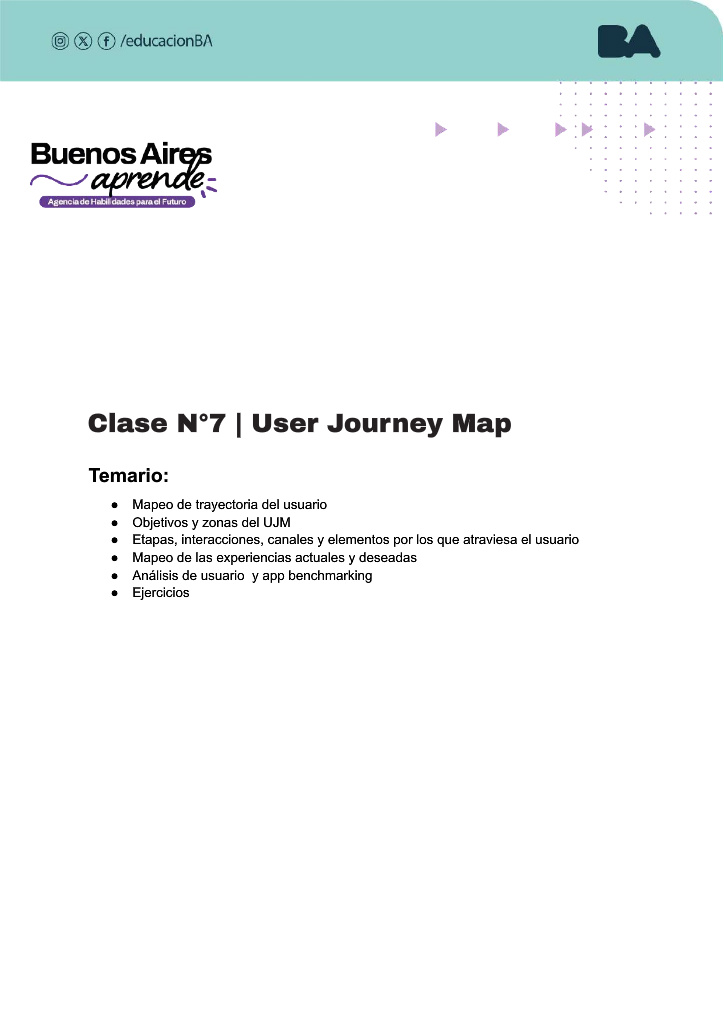 /educacionBA
BA
Buenos Aires
aprende
Agencia de Habilidades para el Futuro
Clase N°7 | User Journey Map
Temario:
● Mapeo de trayectoria del usuario
● Objetivos y zonas del UJM
● Etapas, interacciones, canales y elementos por los que atraviesa el usuario
● Mapeo de las experiencias actuales y deseadas
● Análisis de usuario  y app benchmarking
● Ejercicios